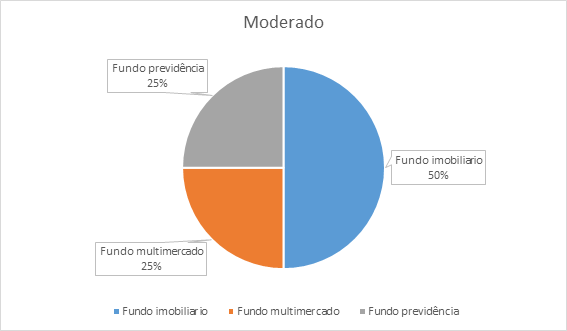 Moderado
Fundo previdência
25%
Fundo imobiliario
50%
Fundo multimercado
25%
Fundo imobiliario
Fundo multimercado
Fundo previdência